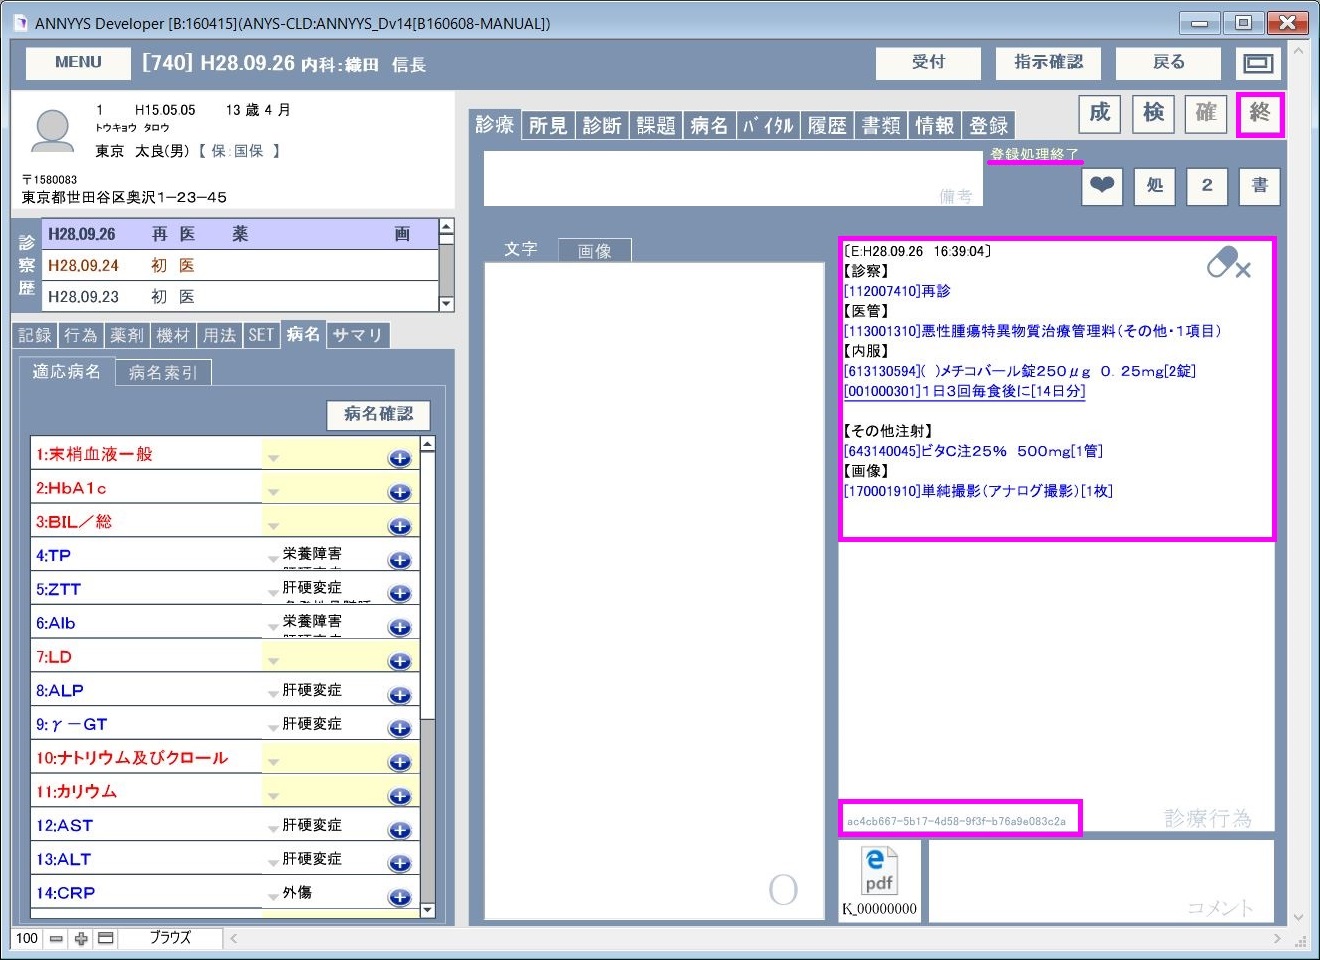 ANNYYS Developer [B:160415](ANYS-CLD:ANNYYS_Dv14[B160608-MANUAL])
MENU
[740] H28.09.26 内科:織田 信長
受付
指示確認
戻る
1 H15.05.05 13 歳 4 月
トウキョウ タロウ
東京 太良(男)【 保:国保 】
〒1580083
東京都世田谷区奥沢1-23-45
成
検
確
終
診療
所見
診断
課題
病名
バイタル
履歴
書類
情報
登録
登録処理終了
備考
❤
処
2
書
診察歴
H28.09.26 再 医 薬 画
H28.09.24 初 医
H28.09.23 初 医
記録
行為
薬剤
機材
用法
SET
病名
サマリ
適応病名
病名索引
病名確認
1:末梢血液一般
2:HbA1c
3:BIL/総
4:TP 栄養障害
5:ZTT 肝硬変症
6:Alb 栄養障害
7:LD
8:ALP 肝硬変症
9:γ-GT 肝硬変症
10:ナトリウム及びクロール
11:カリウム
12:AST 肝硬変症
13:ALT 肝硬変症
14:CRP 外傷
文字
画像
O
[E:H28.09.26 16:39:04]
【診察】
[112007410]再診
【医管】
[113001310]悪性腫瘍特異物質治療管理料(その他・1項目)
【内服】
[613130594]( )メチコバール錠250μg 0.25mg[2錠]
[001000301]1日3回毎食後に[14日分]
【その他注射】
[643140045]ビタC注25% 500mg[1管]
【画像】
[170001910]単純撮影(アナログ撮影)[1枚]
ac4cb667-5b17-4d58-9f3f-b76a9e083c2a
診療行為
pdf
K_00000000
コメント
100
ブラウズ